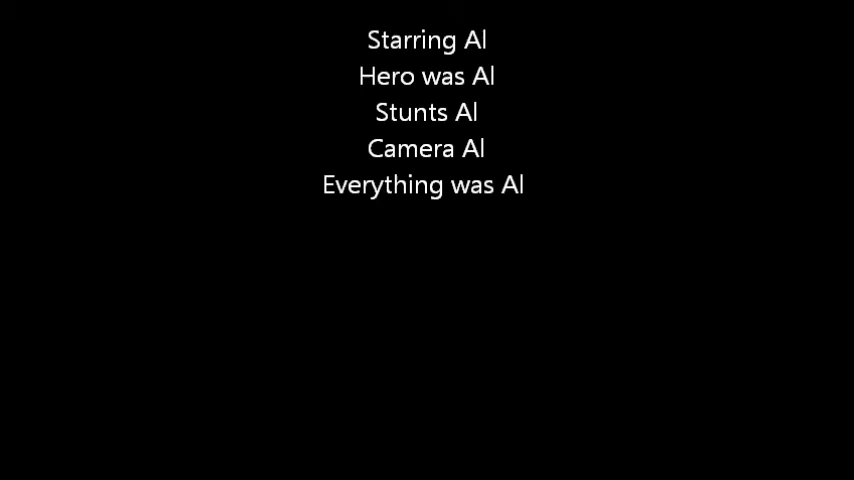 Starring Al
Hero was Al
Stunts Al
Camera Al
Everything was Al